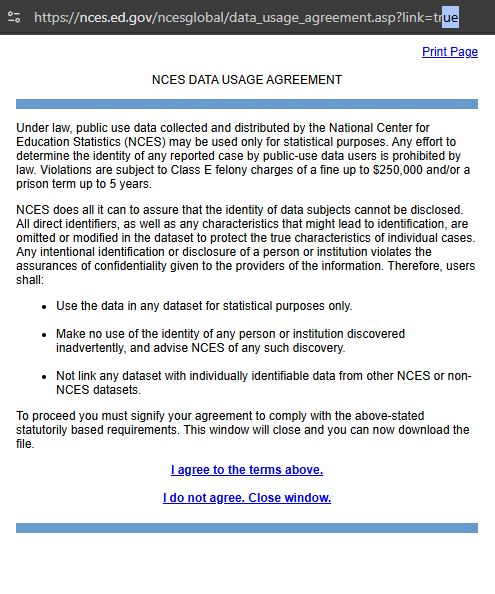 https://nces.ed.gov/ncesglobal/data_usage_agreement.asp?link=true
Print Page
NCES DATA USAGE AGREEMENT
Under law, public use data collected and distributed by the National Center for
Education Statistics (NCES) may be used only for statistical purposes. Any effort to
determine the identity of any reported case by public-use data users is prohibited by
law. Violations are subject to Class E felony charges of a fine up to $250,000 and/or a
prison term up to 5 years.
NCES does all it can to assure that the identity of data subjects cannot be disclosed.
All direct identifiers, as well as any characteristics that might lead to identification, are
omitted or modified in the dataset to protect the true characteristics of individual cases.
Any intentional identification or disclosure of a person or institution violates the
assurances of confidentiality given to the providers of the information. Therefore, users
shall:
• Use the data in any dataset for statistical purposes only.
• Make no use of the identity of any person or institution discovered
inadvertently, and advise NCES of any such discovery.
• Not link any dataset with individually identifiable data from other NCES or non-
NCES datasets.
To proceed you must signify your agreement to comply with the above-stated
statutorily based requirements. This window will close and you can now download the
file.
I agree to the terms above.
I do not agree. Close window.